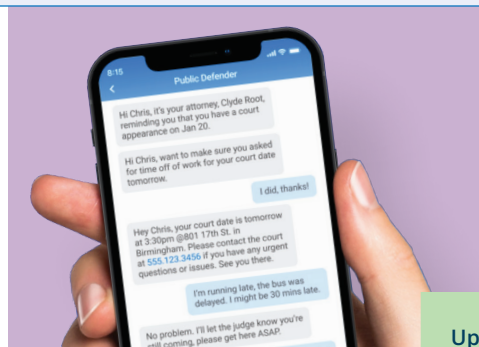 8:15
Public Defender
Hi Chris, it's your attorney, Clyde Root,
reminding you that you have a court
appearance on Jan 20.
Hi Chris, want to make sure you asked
for time off of work for your court date
tomorrow.
I did, thanks!
Hey Chris, your court date is tomorrow
at 3:30pm @801 17th St. in
Birmingham. Please contact the court
at 555.123.3456 if you have any urgent
questions or issues. See you there.
I'm running late, the bus was
delayed. I might be 30 mins late.
No problem. I'll let the judge know you're
still coming, please get here ASAP.
Up